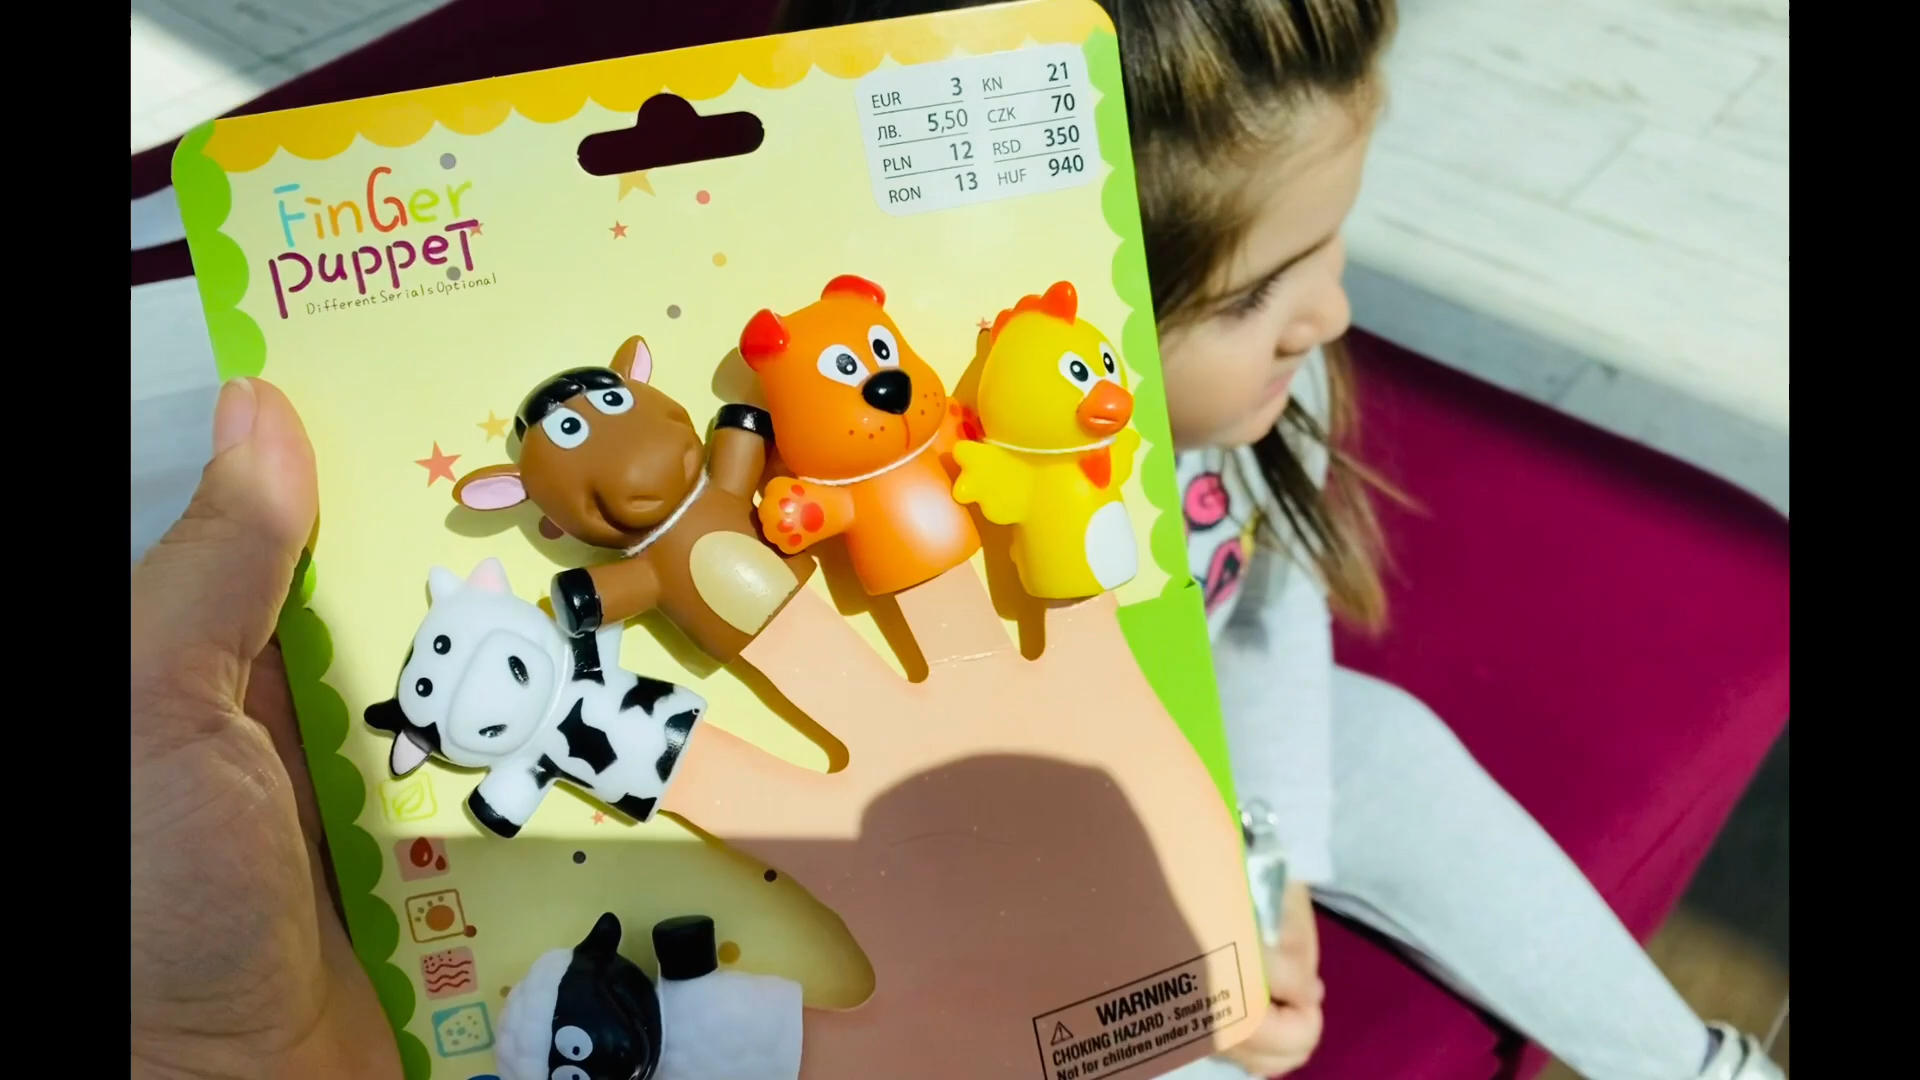 FinGer
PuppeT
Different Serials Optional
EUR 3 KN 21
ЛВ. 5,50 CZK 70
PLN 12 RSD 350
RON 13 HUF 940
WARNING:
CHOKING HAZARD - Small parts
Not for children under 3 years